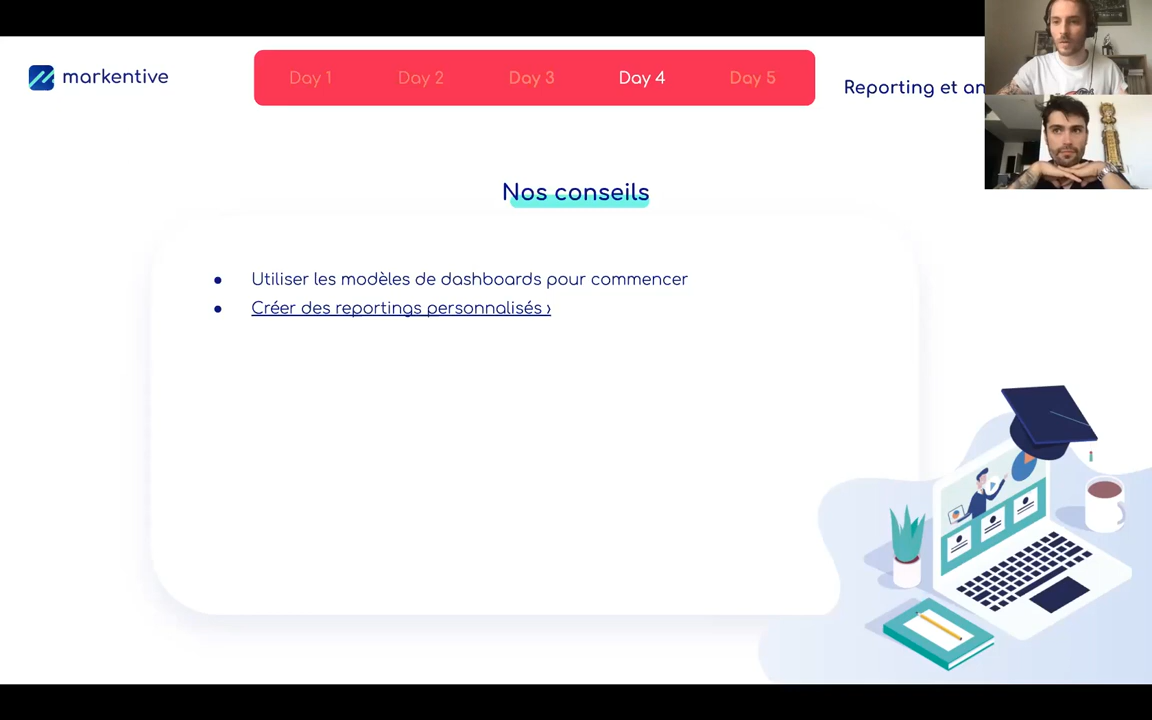 markentive
Day 1 Day 2 Day 3 Day 4 Day 5
Reporting et
Nos conseils
Utiliser les modèles de dashboards pour commencer
Créer des reportings personnalisés ›